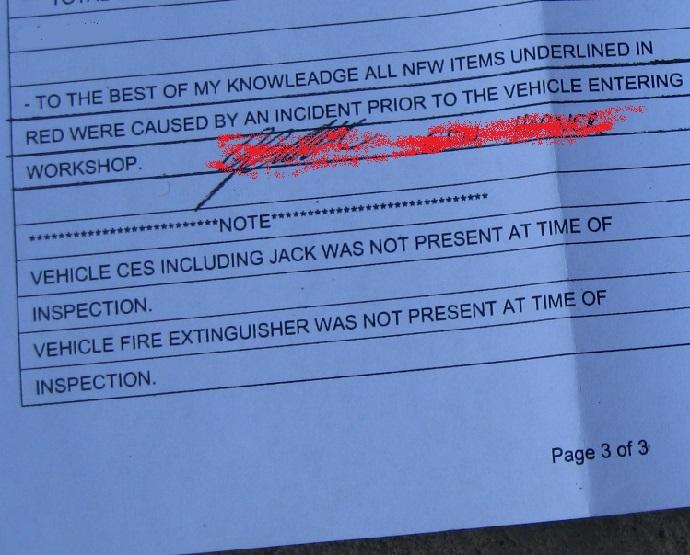 - TO THE BEST OF MY KNOWLEADGE ALL NFW ITEMS UNDERLINED IN
RED WERE CAUSED BY AN INCIDENT PRIOR TO THE VEHICLE ENTERING
WORKSHOP.
**************************NOTE******************************
VEHICLE CES INCLUDING JACK WAS NOT PRESENT AT TIME OF
INSPECTION.
VEHICLE FIRE EXTINGUISHER WAS NOT PRESENT AT TIME OF
INSPECTION.
Page 3 of 3